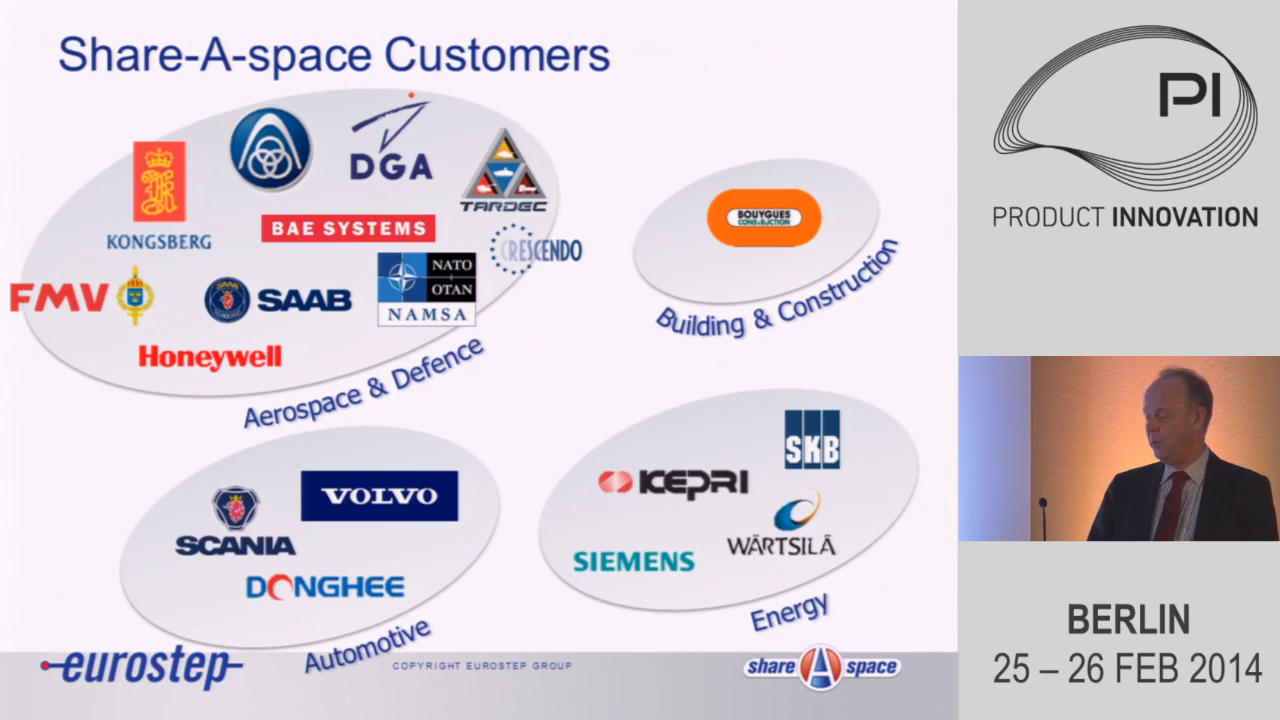 Share-A-space Customers
DGA
TARDEC
KONGSBERG
BAE SYSTEMS
CRESCENDO
FMV
SAAB
SAAB
NATO
OTAN
NAMSA
Honeywell
Aerospace & Defence
BOUYGUES
CONSTRUCTION
Building & Construction
VOLVO
SCANIA
DONGHEE
Automotive
SKB
KEPRI
WÄRTSILÄ
SIEMENS
Energy
eurostep
COPYRIGHT EUROSTEP GROUP
share A space
PI
PRODUCT INNOVATION
BERLIN
25 – 26 FEB 2014